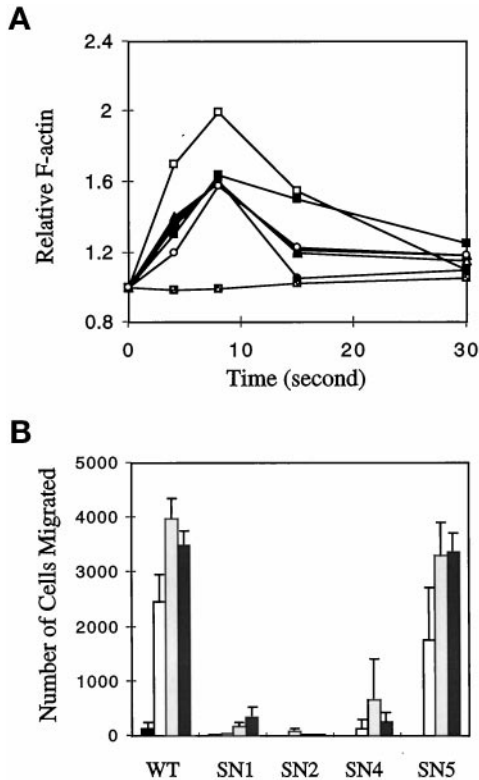 A
2.4
2
1.6
1.2
0.8
Relative F-actin
0 10 20 30
Time (second)
B
5000
4000
3000
2000
1000
0
Number of Cells Migrated
WT SN1 SN2 SN4 SN5